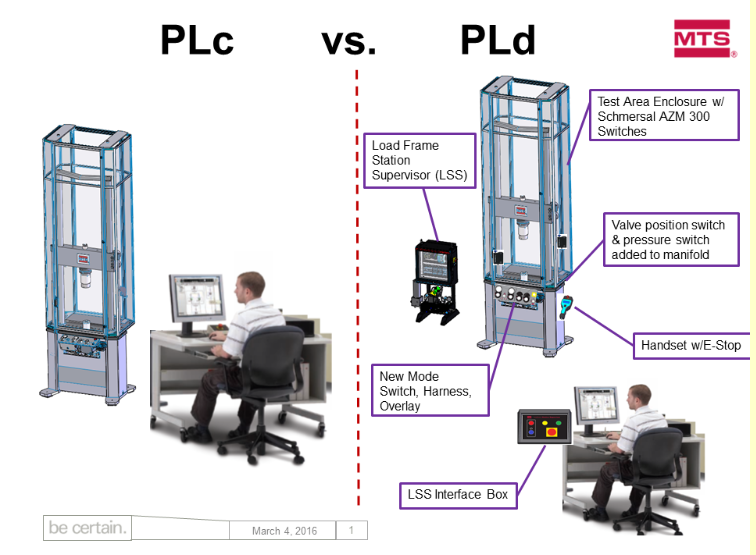 PLc vs. PLd
MTS®
Test Area Enclosure w/
Schmersal AZM 300
Switches
Load Frame
Station
Supervisor (LSS)
Valve position switch
& pressure switch
added to manifold
Handset w/E-Stop
New Mode
Switch, Harness,
Overlay
LSS Interface Box
be certain.
March 4, 2016
1